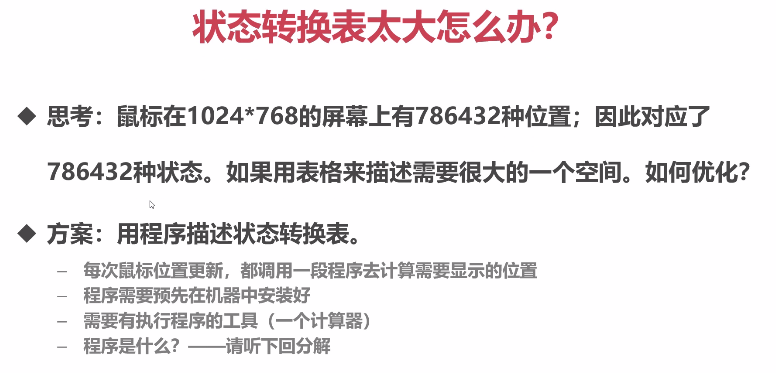 状态转换表太大怎么办？
◆ 思考：鼠标在1024*768的屏幕上有786432种位置；因此对应了
786432种状态。如果用表格来描述需要很大的一个空间。如何优化？
◆ 方案：用程序描述状态转换表。
– 每次鼠标位置更新，都调用一段程序去计算需要显示的位置
– 程序需要预先在机器中安装好
– 需要有执行程序的工具（一个计算器）
– 程序是什么？——请听下回分解